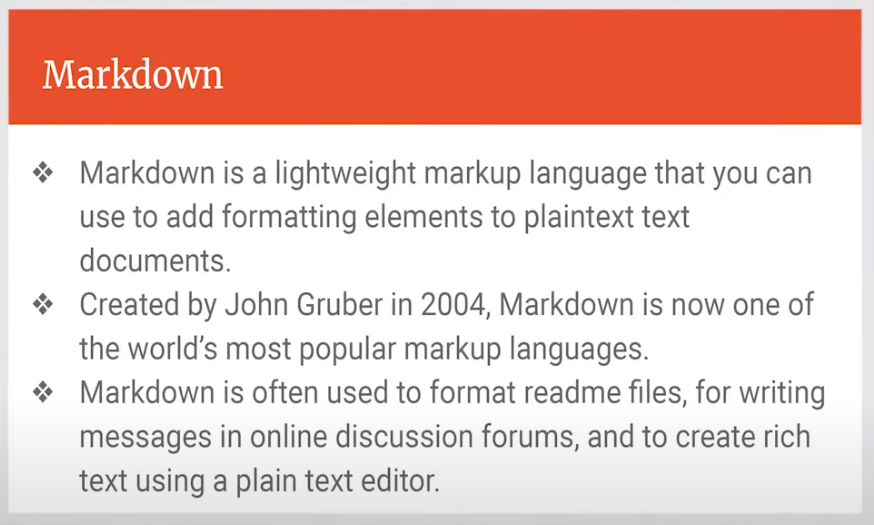 Markdown
❖ Markdown is a lightweight markup language that you can
use to add formatting elements to plaintext text
documents.
❖ Created by John Gruber in 2004, Markdown is now one of
the world’s most popular markup languages.
❖ Markdown is often used to format readme files, for writing
messages in online discussion forums, and to create rich
text using a plain text editor.